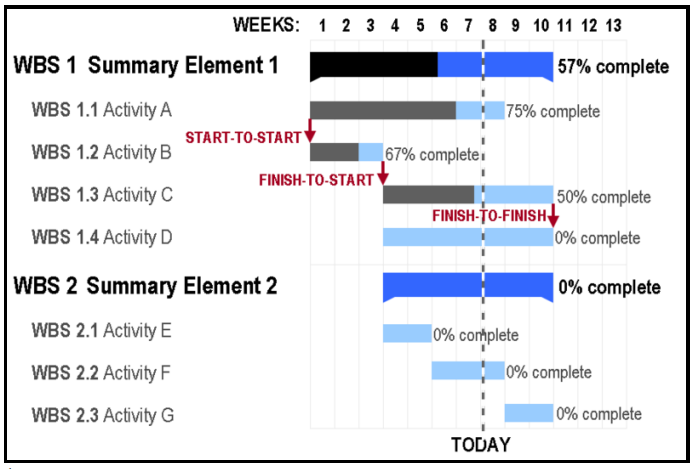 WEEKS: 1 2 3 4 5 6 7 8 9 10 11 12 13
WBS 1 Summary Element 1 57% complete
WBS 1.1 Activity A 75% complete
START-TO-START
WBS 1.2 Activity B 67% complete
FINISH-TO-START
WBS 1.3 Activity C 50% complete
FINISH-TO-FINISH
WBS 1.4 Activity D 0% complete
WBS 2 Summary Element 2 0% complete
WBS 2.1 Activity E 0% complete
WBS 2.2 Activity F 0% complete
WBS 2.3 Activity G 0% complete
TODAY